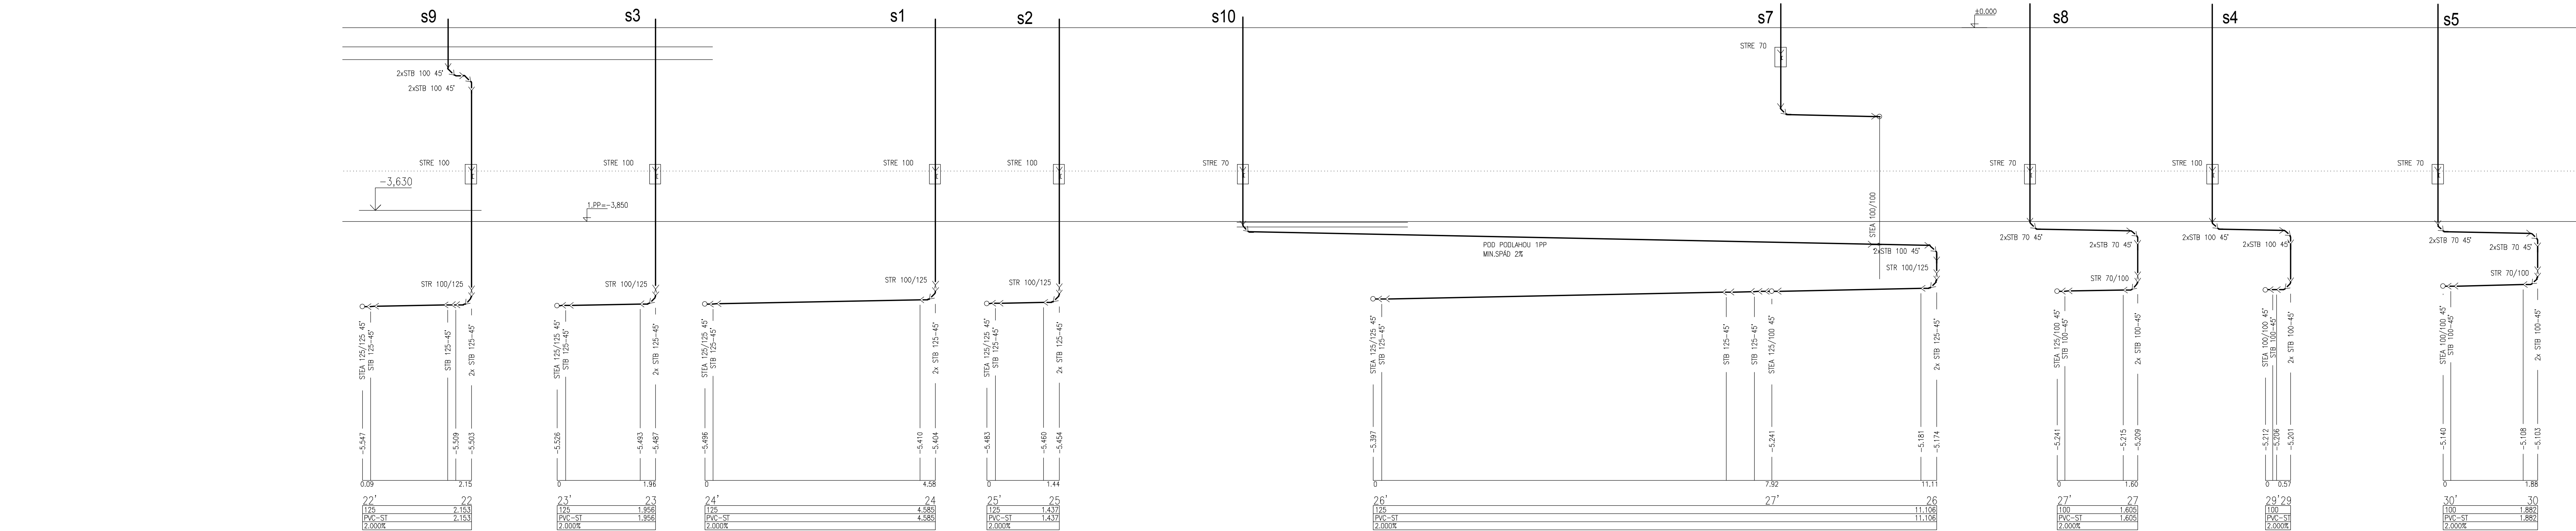 s9
s3
s1
s2
s10
s7
±0,000
s8
s4
s5
STRE 70
2xSTB 100 45°
2xSTB 100 45°
STRE 100
STRE 100
STRE 100
STRE 100
STRE 70
STRE 70
STRE 100
STRE 70
-3,630
1.PP=-3,850
STEA 100/100
POD PODLAHOU 1PP
MIN.SPÁD 2%
2xSTB 100 45°
2xSTB 70 45°
2xSTB 70 45°
2xSTB 100 45°
2xSTB 100 45°
2xSTB 70 45°
2xSTB 70 45°
STR 100/125
STR 100/125
STR 100/125
STR 100/125
STR 100/125
STR 70/100
STR 70/100
STEA 125/125 45°
STB 125-45°
STB 125-45°
2x STB 125-45°
STEA 125/125 45°
STB 125-45°
2x STB 125-45°
STEA 125/125 45°
STB 125-45°
2x STB 125-45°
STEA 125/125 45°
STB 125-45°
2x STB 125-45°
STEA 125/125 45°
STB 125-45°
STB 125-45°
STB 125-45°
STEA 125/100 45°
2x STB 125-45°
STEA 125/100 45°
STB 100-45°
2x STB 100-45°
STEA 100/100 45°
STB 100-45°
2x STB 100-45°
STEA 100/100 45°
STB 100-45°
2x STB 100-45°
-5.547
-5.509
-5.503
-5.526
-5.493
-5.487
-5.496
-5.410
-5.404
-5.483
-5.460
-5.454
-5.397
-5.241
-5.181
-5.174
-5.241
-5.215
-5.209
-5.212
-5.206
-5.201
-5.140
-5.108
-5.103
0.09 2.15
0 1.96
0 4.58
0 1.44
0 7.92 11.11
0 1.60
0 0.57
0 1.88
22' 22
125 2.153
PVC-ST 2.153
2.000%
23' 23
125 1.956
PVC-ST 1.956
2.000%
24' 24
125 4.585
PVC-ST 4.585
2.000%
25' 25
125 1.437
PVC-ST 1.437
2.000%
26' 27' 26
125 11.106
PVC-ST 11.106
2.000%
27' 27
100 1.605
PVC-ST 1.605
2.000%
29' 29
100
PVC-ST
2.000%
30' 30
100 1.882
PVC-ST 1.882
2.000%